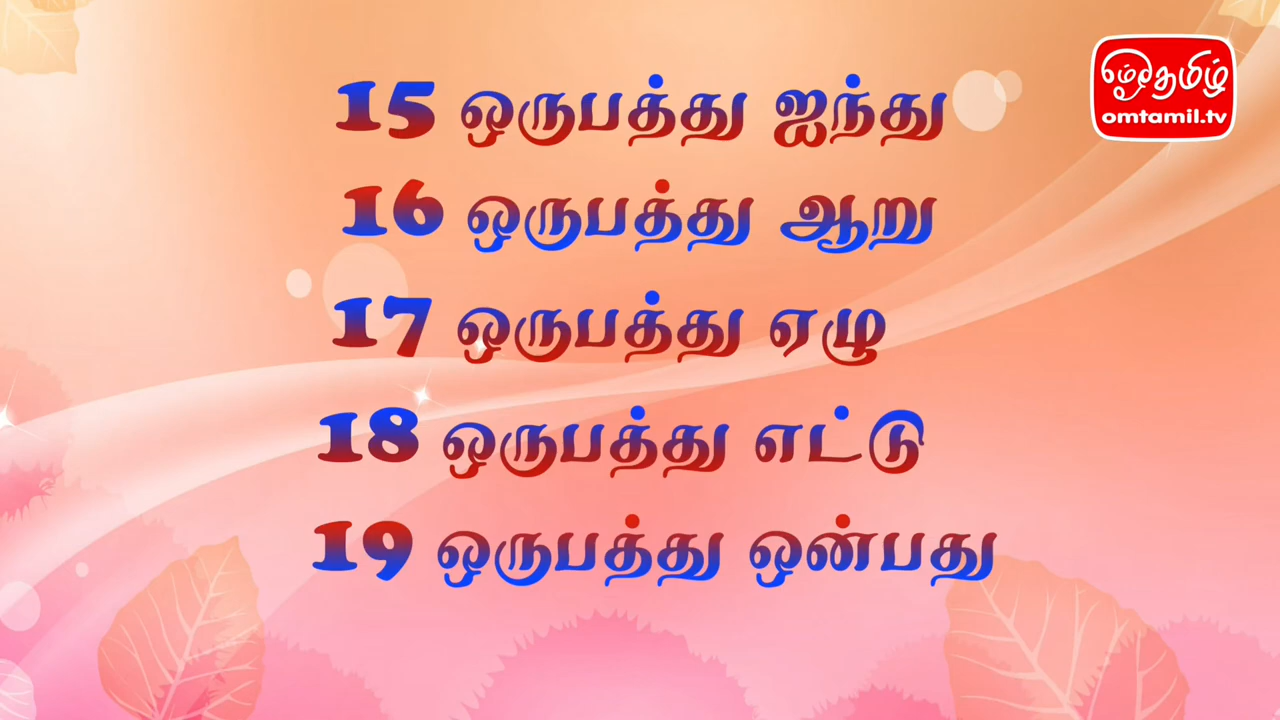 15 ஒருபத்து ஐந்து
16 ஒருபத்து ஆறு
17 ஒருபத்து ஏழு
18 ஒருபத்து எட்டு
19 ஒருபத்து ஒன்பது
ஓம்தமிழ்
omtamil.tv